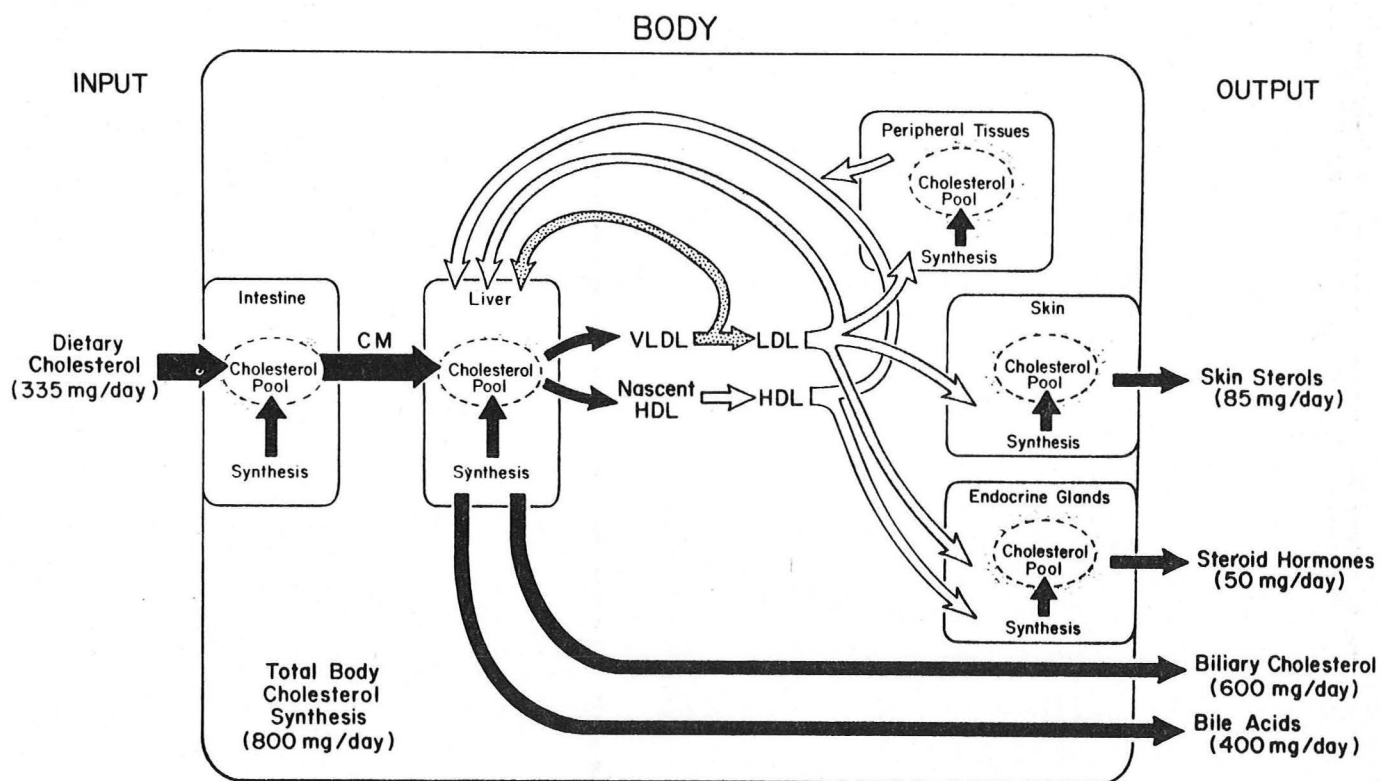 BODY
INPUT
OUTPUT
Peripheral Tissues
Cholesterol
Pool
Synthesis
Intestine
Cholesterol
Pool
Synthesis
Dietary
Cholesterol
(335 mg/day)
CM
Liver
Cholesterol
Pool
Synthesis
VLDL
LDL
Nascent
HDL
HDL
Skin
Cholesterol
Pool
Synthesis
Skin Sterols
(85 mg/day)
Endocrine Glands
Cholesterol
Pool
Synthesis
Steroid Hormones
(50 mg/day)
Total Body
Cholesterol
Synthesis
(800 mg/day)
Biliary Cholesterol
(600 mg/day)
Bile Acids
(400 mg/day)